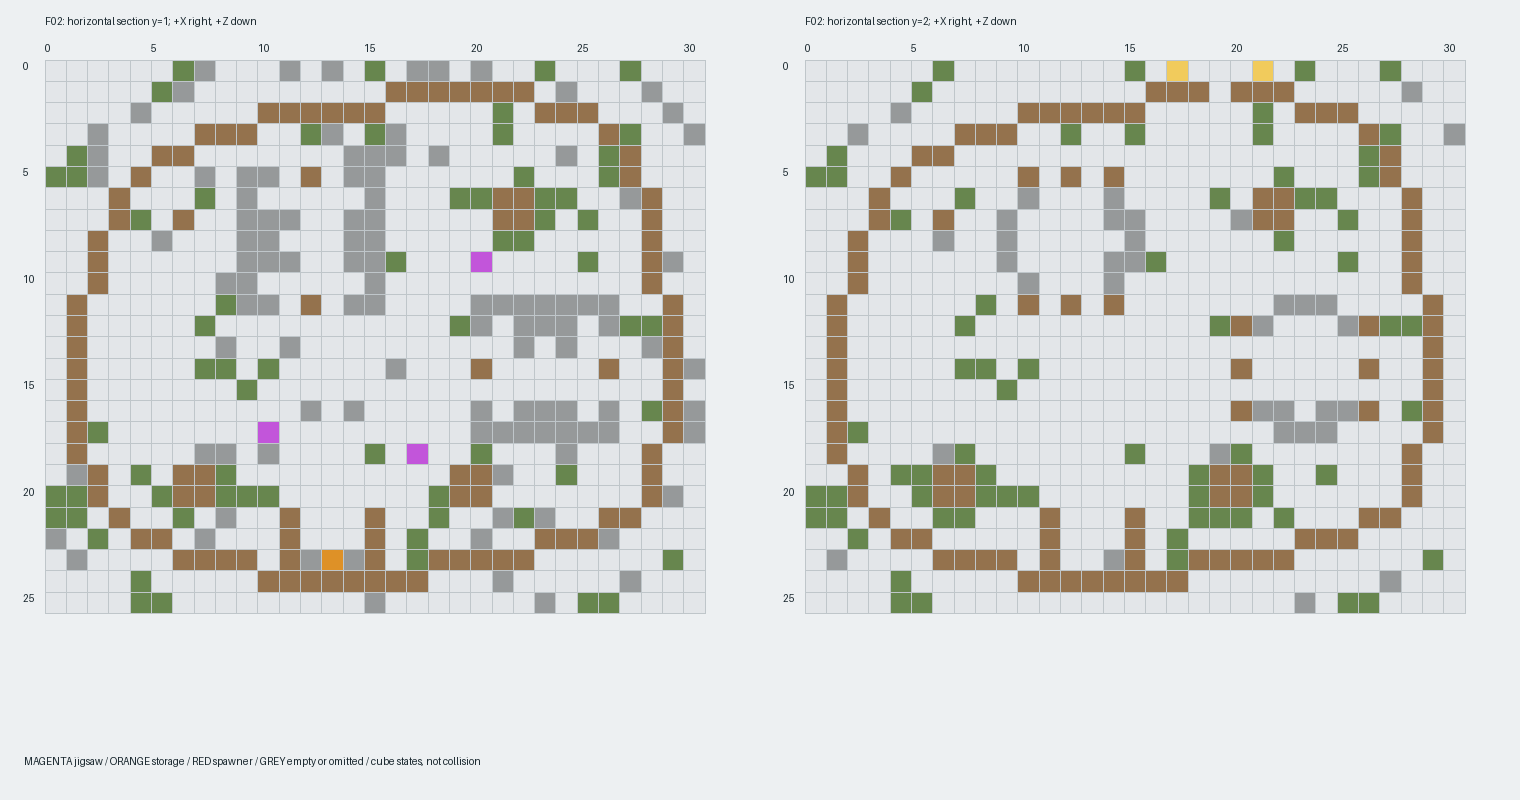 F02: horizontal section y=1; +X right, +Z down
F02: horizontal section y=2; +X right, +Z down
0 5 10 15 20 25 30
0 5 10 15 20 25 30
0 0
5 5
10 10
15 15
20 20
25 25
MAGENTA jigsaw / ORANGE storage / RED spawner / GREY empty or omitted / cube states, not collision